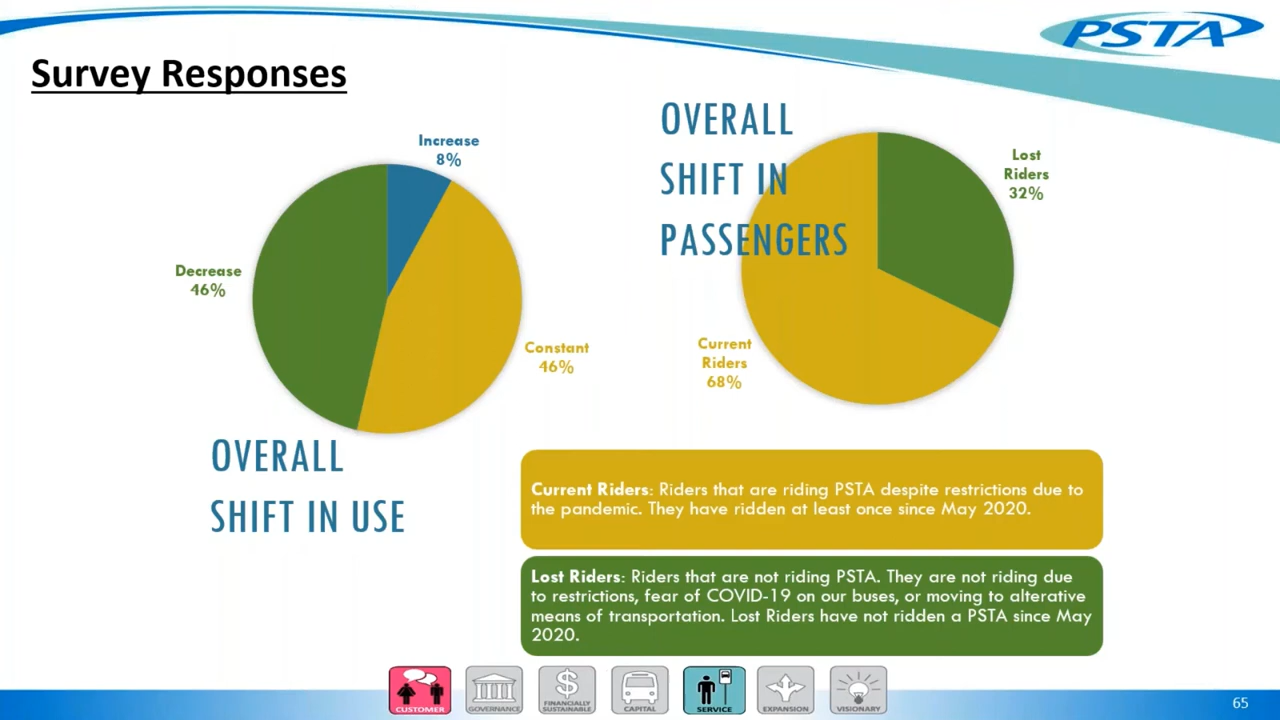 PSTA
Survey Responses
Increase
8%
Decrease
46%
Constant
46%
OVERALL
SHIFT IN USE
OVERALL
SHIFT IN
PASSENGERS
Lost
Riders
32%
Current
Riders
68%
Current Riders: Riders that are riding PSTA despite restrictions due to
the pandemic. They have ridden at least once since May 2020.
Lost Riders: Riders that are not riding PSTA. They are not riding due
to restrictions, fear of COVID-19 on our buses, or moving to alterative
means of transportation. Lost Riders have not ridden a PSTA since May
2020.
CUSTOMER
GOVERNANCE
FINANCIALLY
SUSTAINABLE
CAPITAL
SERVICE
EXPANSION
VISIONARY
65